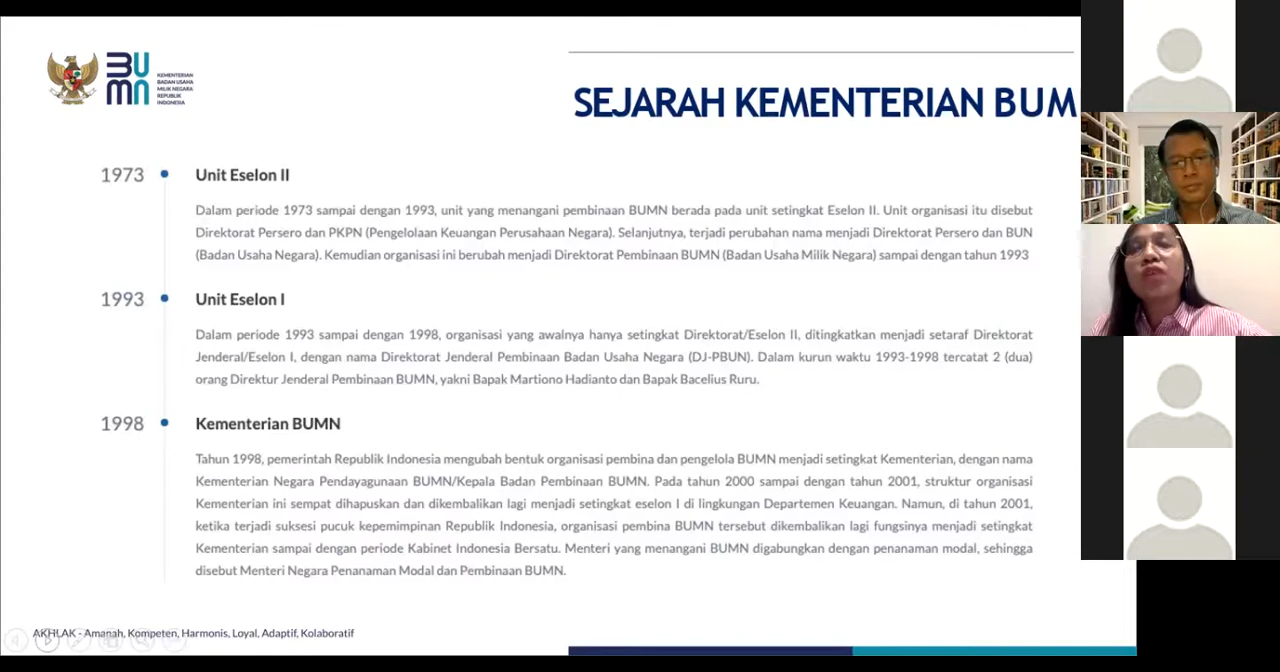 BUMN
KEMENTERIAN
BADAN USAHA
MILIK NEGARA
REPUBLIK
INDONESIA
SEJARAH KEMENTERIAN BUM
1973
Unit Eselon II
Dalam periode 1973 sampai dengan 1993, unit yang menangani pembinaan BUMN berada pada unit setingkat Eselon II. Unit organisasi itu disebut
Direktorat Persero dan PKPN (Pengelolaan Keuangan Perusahaan Negara). Selanjutnya, terjadi perubahan nama menjadi Direktorat Persero dan BUN
(Badan Usaha Negara). Kemudian organisasi ini berubah menjadi Direktorat Pembinaan BUMN (Badan Usaha Milik Negara) sampai dengan tahun 1993
1993
Unit Eselon I
Dalam periode 1993 sampai dengan 1998, organisasi yang awalnya hanya setingkat Direktorat/Eselon II, ditingkatkan menjadi setaraf Direktorat
Jenderal/Eselon I, dengan nama Direktorat Jenderal Pembinaan Badan Usaha Negara (DJ-PBUN). Dalam kurun waktu 1993-1998 tercatat 2 (dua)
orang Direktur Jenderal Pembinaan BUMN, yakni Bapak Martiono Hadianto dan Bapak Bacelius Ruru.
1998
Kementerian BUMN
Tahun 1998, pemerintah Republik Indonesia mengubah bentuk organisasi pembina dan pengelola BUMN menjadi setingkat Kementerian, dengan nama
Kementerian Negara Pendayagunaan BUMN/Kepala Badan Pembinaan BUMN. Pada tahun 2000 sampai dengan tahun 2001, struktur organisasi
Kementerian ini sempat dihapuskan dan dikembalikan lagi menjadi setingkat eselon I di lingkungan Departemen Keuangan. Namun, di tahun 2001,
ketika terjadi suksesi pucuk kepemimpinan Republik Indonesia, organisasi pembina BUMN tersebut dikembalikan lagi fungsinya menjadi setingkat
Kementerian sampai dengan periode Kabinet Indonesia Bersatu. Menteri yang menangani BUMN digabungkan dengan penanaman modal, sehingga
disebut Menteri Negara Penanaman Modal dan Pembinaan BUMN.
AKHLAK - Amanah, Kompeten, Harmonis, Loyal, Adaptif, Kolaboratif